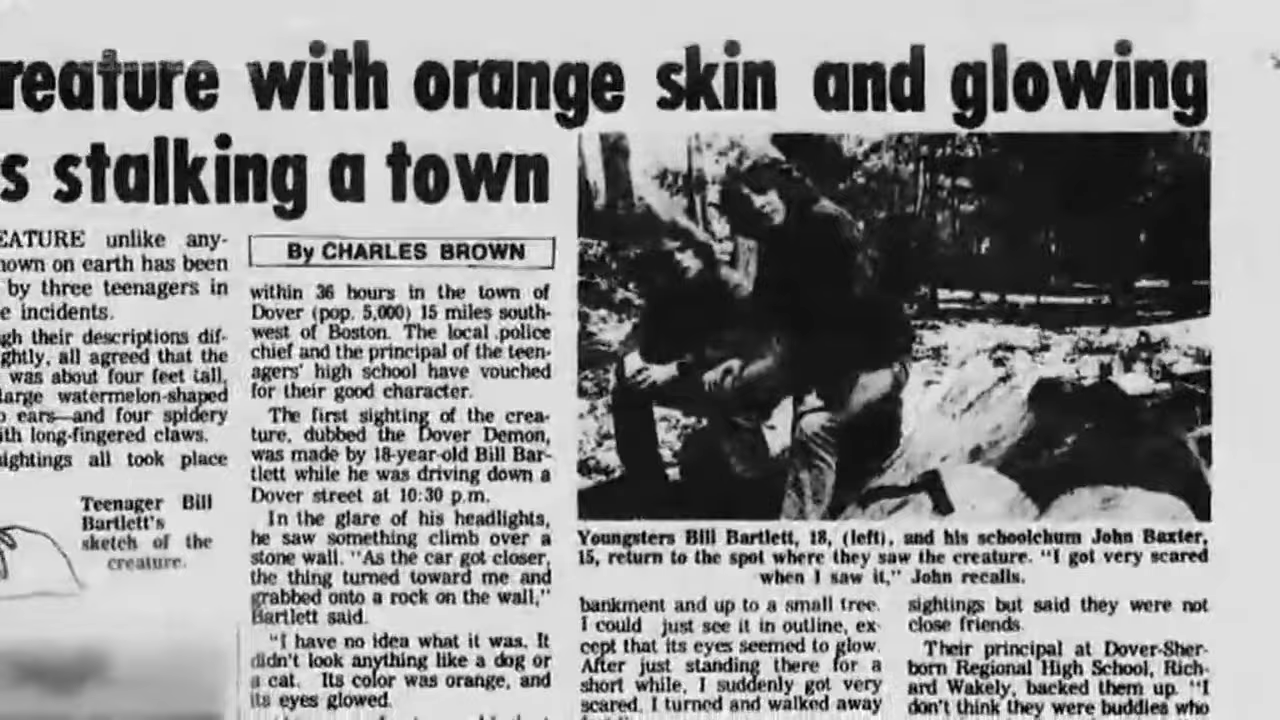 reature with orange skin and glowing
s stalking a town
EATURE unlike any-
nown on earth has been
by three teenagers in
e incidents.
gh their descriptions dif-
ghtly, all agreed that the
was about four feet tall,
large watermelon-shaped
o ears—and four spidery
ith long-fingered claws.
sightings all took place
Teenager Bill
Bartlett's
sketch of the
creature.
By CHARLES BROWN
within 36 hours in the town of
Dover (pop. 5,000) 15 miles south-
west of Boston. The local police
chief and the principal of the teen-
agers' high school have vouched
for their good character.
The first sighting of the crea-
ture, dubbed the Dover Demon,
was made by 18-year-old Bill Bar-
tlett while he was driving down a
Dover street at 10:30 p.m.
In the glare of his headlights,
he saw something climb over a
stone wall. "As the car got closer,
the thing turned toward me and
grabbed onto a rock on the wall,"
Bartlett said.
"I have no idea what it was. It
didn't look anything like a dog or
a cat. Its color was orange, and
its eyes glowed.
Youngsters Bill Bartlett, 18, (left), and his schoolchum John Baxter,
15, return to the spot where they saw the creature. "I got very scared
when I saw it," John recalls.
bankment and up to a small tree.
I could just see it in outline, ex-
cept that its eyes seemed to glow.
After just standing there for a
short while, I suddenly got very
scared. I turned and walked away
sightings but said they were not
close friends.
Their principal at Dover-Sher-
born Regional High School, Rich-
ard Wakely, backed them up. "I
don't think they were buddies who